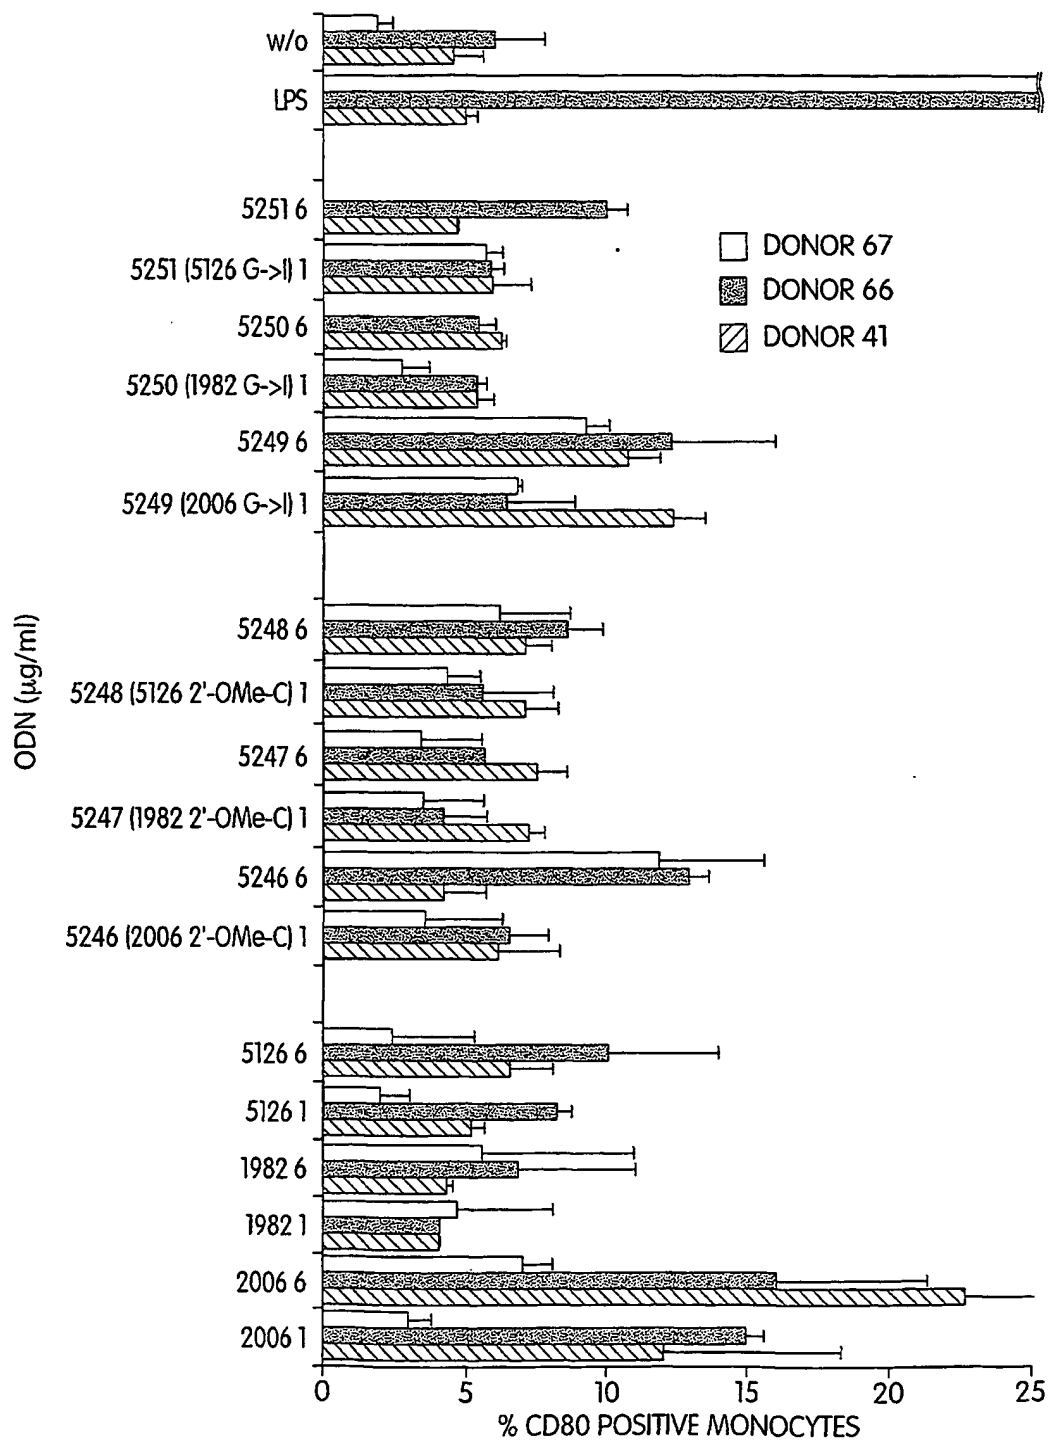 w/o
LPS
5251 6
5251 (5126 G->I) 1
5250 6
5250 (1982 G->I) 1
5249 6
5249 (2006 G->I) 1
DONOR 67
DONOR 66
DONOR 41
ODN (µg/ml)
5248 6
5248 (5126 2'-OMe-C) 1
5247 6
5247 (1982 2'-OMe-C) 1
5246 6
5246 (2006 2'-OMe-C) 1
5126 6
5126 1
1982 6
1982 1
2006 6
2006 1
0 5 10 15 20 25
% CD80 POSITIVE MONOCYTES